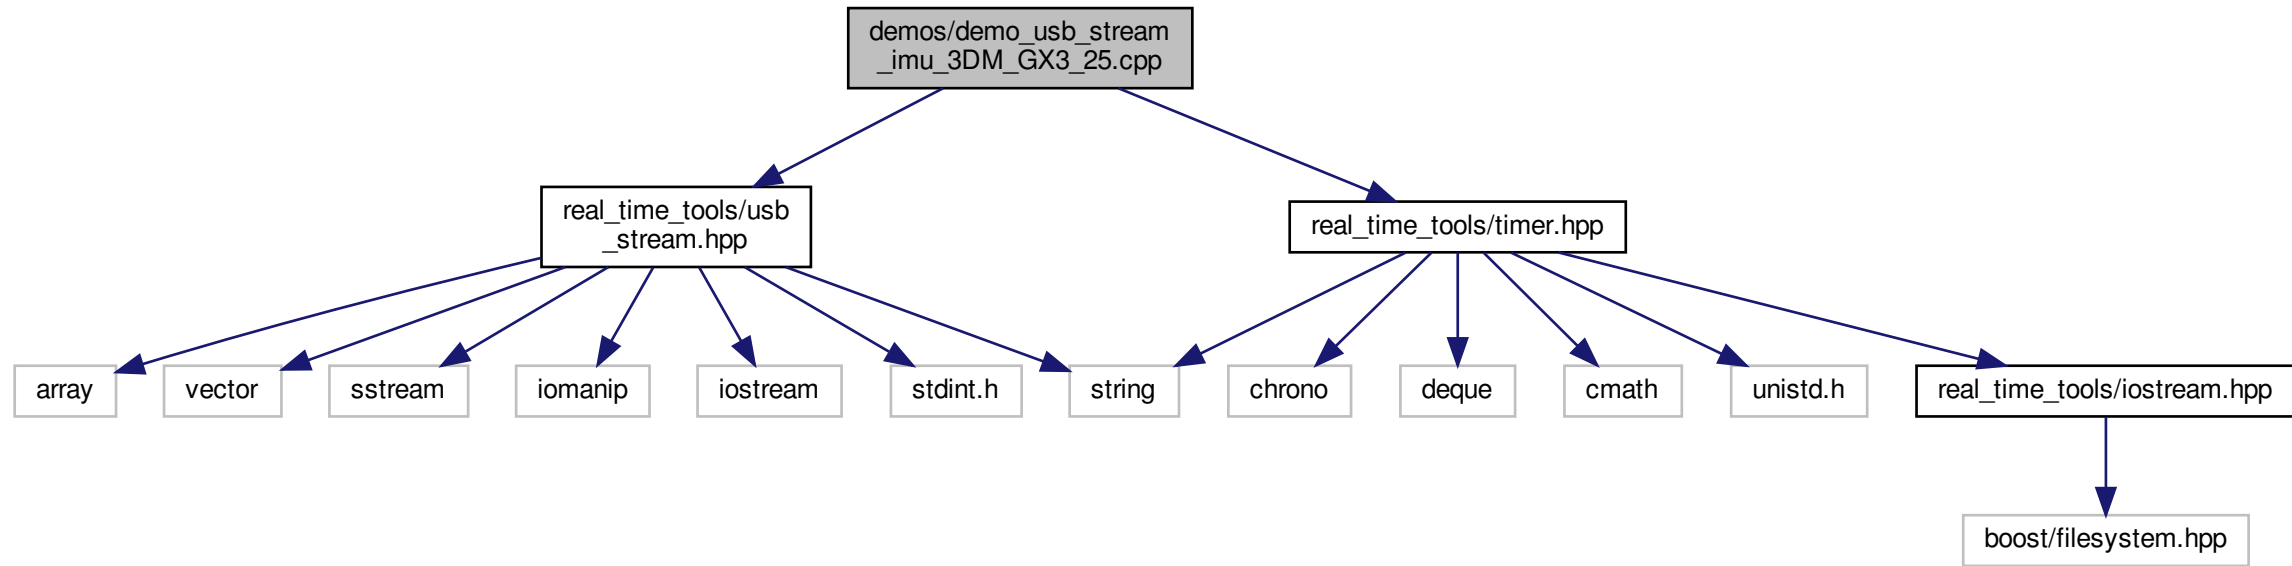 demos/demo_usb_stream
_imu_3DM_GX3_25.cpp
real_time_tools/usb
_stream.hpp
real_time_tools/timer.hpp
array
vector
sstream
iomanip
iostream
stdint.h
string
chrono
deque
cmath
unistd.h
real_time_tools/iostream.hpp
boost/filesystem.hpp